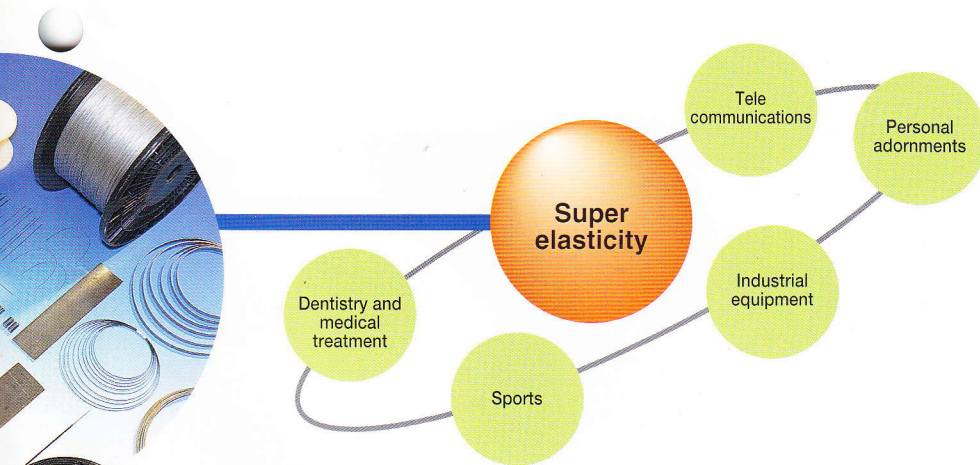 Super
elasticity
Tele
communications
Personal
adornments
Industrial
equipment
Sports
Dentistry and
medical
treatment